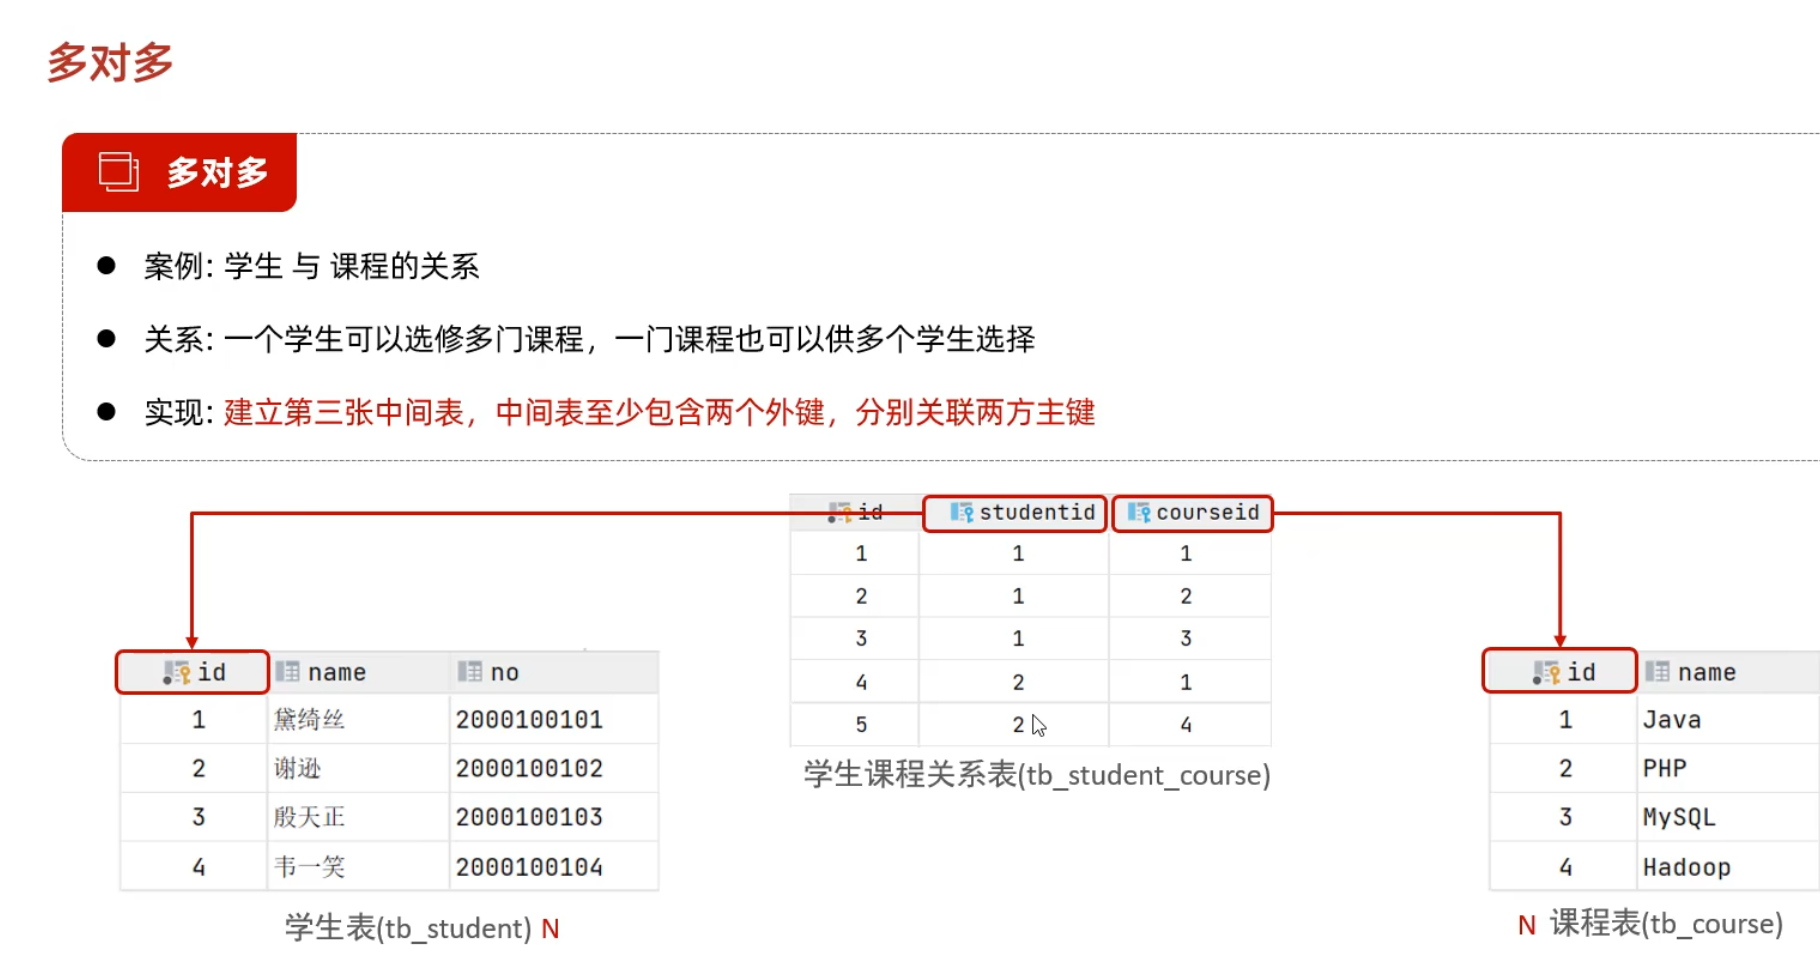 多对多
多对多
案例: 学生 与 课程的关系
关系: 一个学生可以选修多门课程，一门课程也可以供多个学生选择
实现: 建立第三张中间表，中间表至少包含两个外键，分别关联两方主键
id studentid courseid
1 1 1
2 1 2
3 1 3
4 2 1
5 2 4
学生课程关系表(tb_student_course)
id name no
1 黛绮丝 2000100101
2 谢逊 2000100102
3 殷天正 2000100103
4 韦一笑 2000100104
学生表(tb_student) N
id name
1 Java
2 PHP
3 MySQL
4 Hadoop
N 课程表(tb_course)